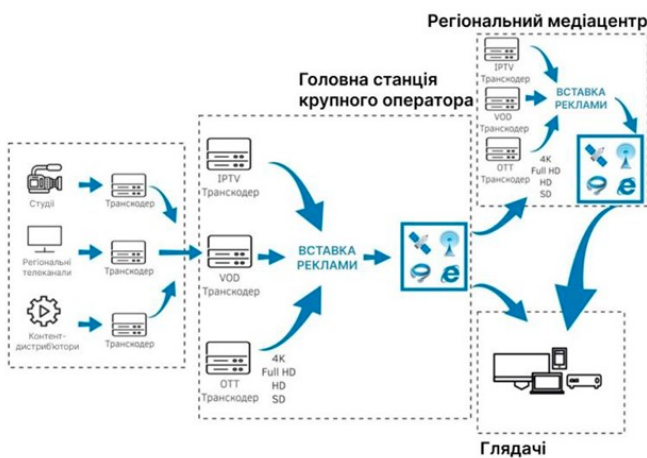 Регіональний медіацентр
IPTV
Транскодер
VOD
Транскодер
ОТТ
Транскодер
ВСТАВКА
РЕКЛАМИ
4K
Full HD
HD
SD
Головна станція
крупного оператора
IPTV
Транскодер
VOD
Транскодер
ОТТ
Транскодер
4K
Full HD
HD
SD
ВСТАВКА
РЕКЛАМИ
Студії
Транскодер
Регіональні
телеканали
Транскодер
Контент-
дистриб'ютори
Транскодер
Глядачі